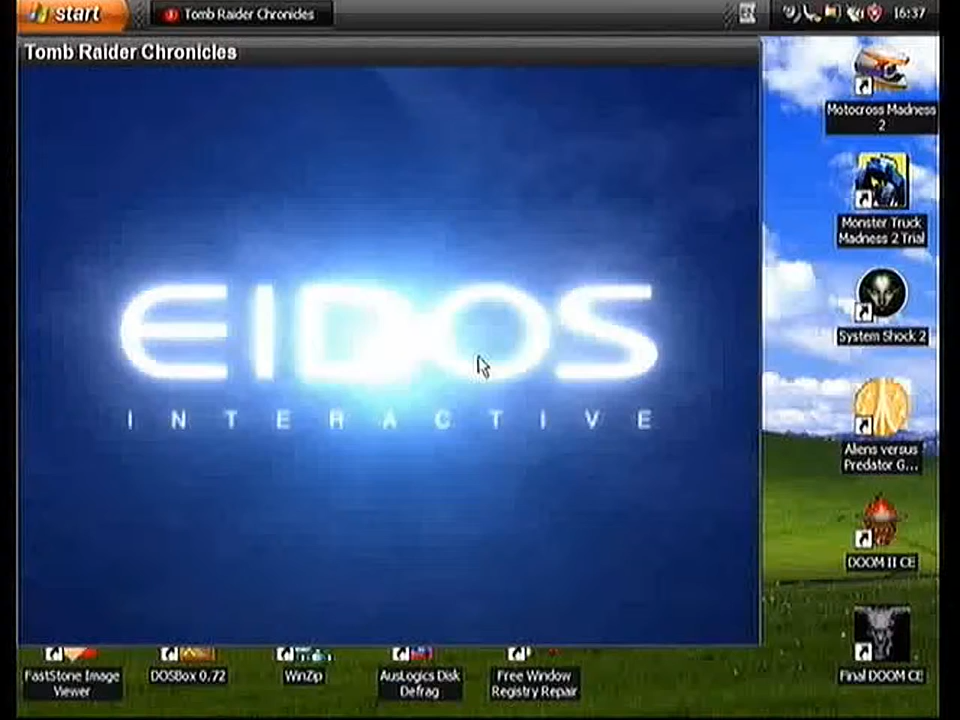 start
Tomb Raider Chronicles
16:37
Tomb Raider Chronicles
EIDOS
INTERACTIVE
Motocross Madness
2
Monster Truck
Madness 2 Trial
System Shock 2
Aliens versus
Predator G...
DOOM II CE
Final DOOM CE
FastStone Image
Viewer
DOSBox 0.72
WinZip
AusLogics Disk
Defrag
Free Window
Registry Repair